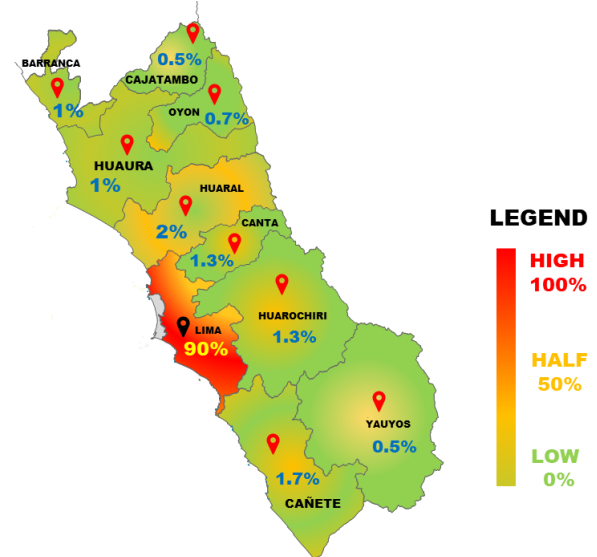 BARRANCA
1%
0.5%
CAJATAMBO
OYON
0.7%
HUAURA
1%
HUARAL
2%
CANTA
1.3%
LIMA
90%
HUAROCHIRI
1.3%
YAUYOS
0.5%
1.7%
CAÑETE
LEGEND
HIGH
100%
HALF
50%
LOW
0%